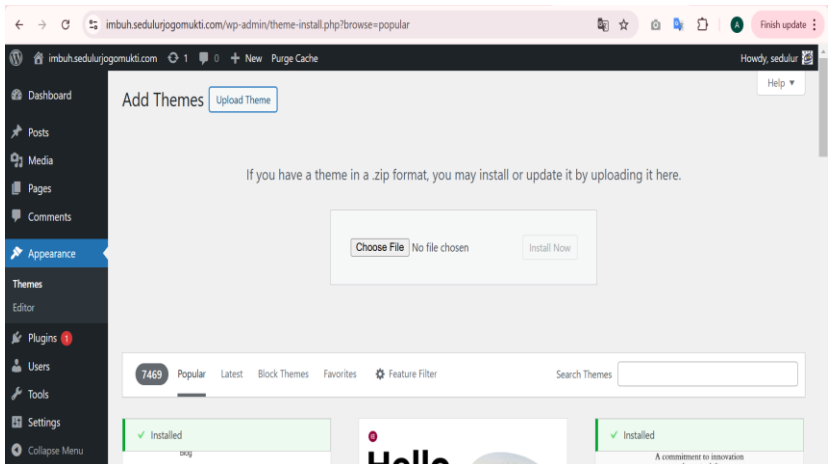 imbuh.sedulurjogomukti.com/wp-admin/theme-install.php?browse=popular
A
Finish update
imbuh.sedulurjogomukti.com 1 0 + New Purge Cache
Howdy, sedulur
Dashboard
Posts
Media
Pages
Comments
Appearance
Themes
Editor
Plugins 1
Users
Tools
Settings
Collapse Menu
Help ▼
Add Themes Upload Theme
If you have a theme in a .zip format, you may install or update it by uploading it here.
Choose File No file chosen Install Now
7469 Popular Latest Block Themes Favorites Feature Filter Search Themes
Installed
Hello
Installed
A commitment to innovation